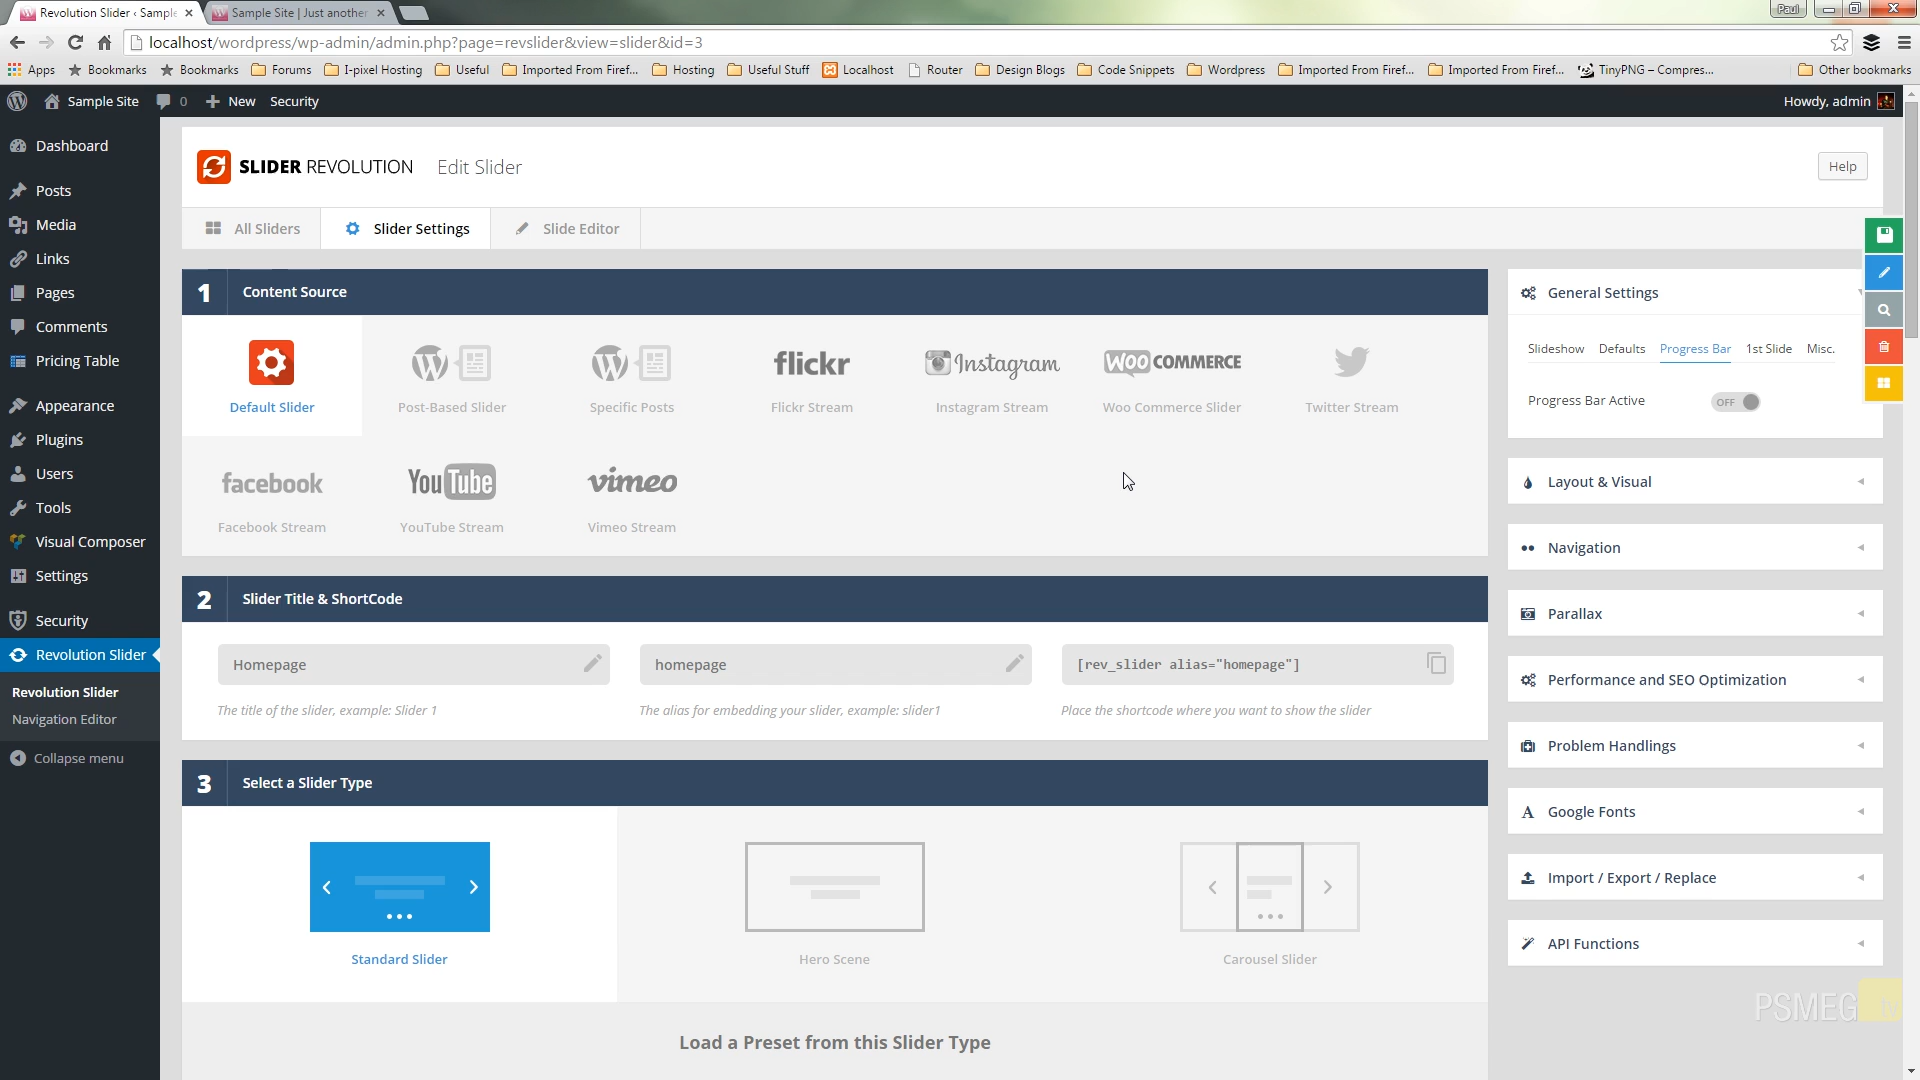 Revolution Slider ‹ Sample
Sample Site | Just another
Paul
localhost/wordpress/wp-admin/admin.php?page=revslider&view=slider&id=3
Apps Bookmarks Bookmarks Forums I-pixel Hosting Useful Imported From Firef... Hosting Useful Stuff Localhost Router Design Blogs Code Snippets Wordpress Imported From Firef... Imported From Firef... TinyPNG – Compres... Other bookmarks
Sample Site 0 New Security Howdy, admin
Dashboard
Posts
Media
Links
Pages
Comments
Pricing Table
Appearance
Plugins
Users
Tools
Visual Composer
Settings
Security
Revolution Slider
Revolution Slider
Navigation Editor
Collapse menu
SLIDER REVOLUTION Edit Slider Help
All Sliders Slider Settings Slide Editor
1 Content Source
flickr Instagram WOO COMMERCE
Default Slider Post-Based Slider Specific Posts Flickr Stream Instagram Stream Woo Commerce Slider Twitter Stream
facebook YouTube vimeo
Facebook Stream YouTube Stream Vimeo Stream
2 Slider Title & ShortCode
Homepage homepage [rev_slider alias="homepage"]
The title of the slider, example: Slider 1 The alias for embedding your slider, example: slider1 Place the shortcode where you want to show the slider
3 Select a Slider Type
Standard Slider Hero Scene Carousel Slider
Load a Preset from this Slider Type
General Settings
Slideshow Defaults Progress Bar 1st Slide Misc.
Progress Bar Active OFF
Layout & Visual
Navigation
Parallax
Performance and SEO Optimization
Problem Handlings
Google Fonts
Import / Export / Replace
API Functions
PSMEG